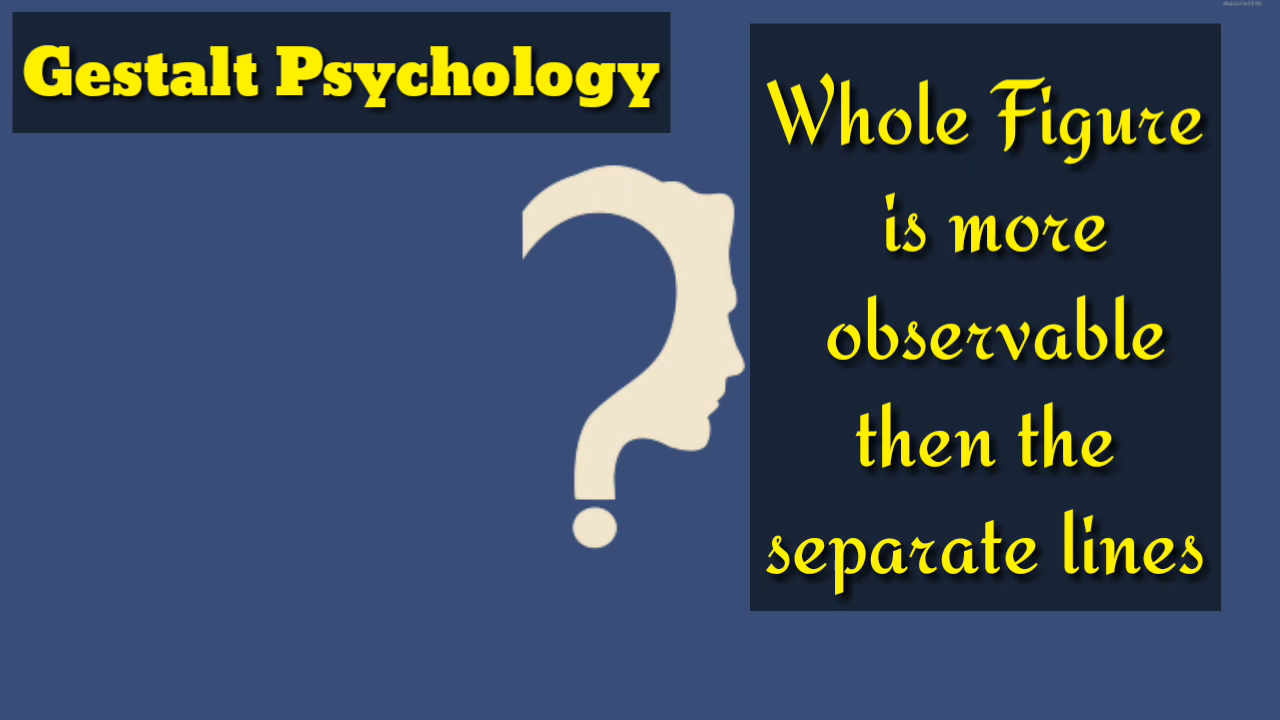 Gestalt Psychology
Whole Figure
is more
observable
then the
separate lines